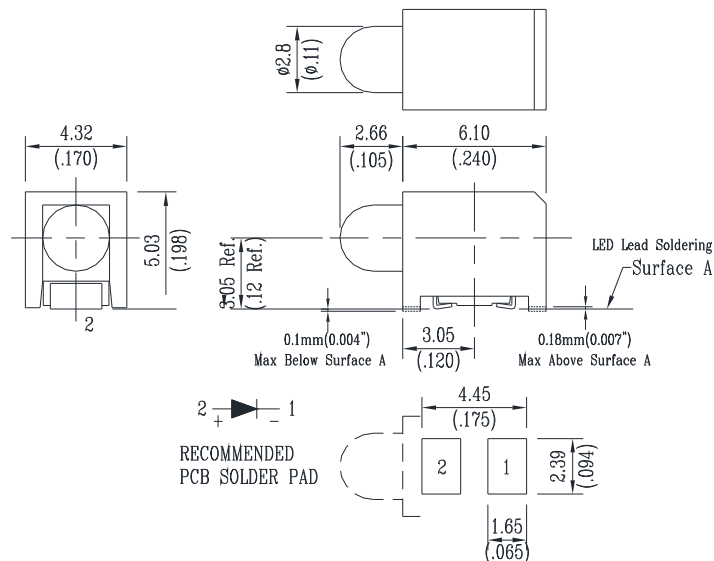 ø2.8
(ø.11)
4.32
(.170)
2.66
(.105)
6.10
(.240)
5.03
(.198)
3.05 Ref.
(.12 Ref.)
LED Lead Soldering
Surface A
2
0.1mm(0.004")
Max Below Surface A
3.05
(.120)
0.18mm(0.007")
Max Above Surface A
2 1
+ -
RECOMMENDED
PCB SOLDER PAD
4.45
(.175)
2 1
2.39
(.094)
1.65
(.065)